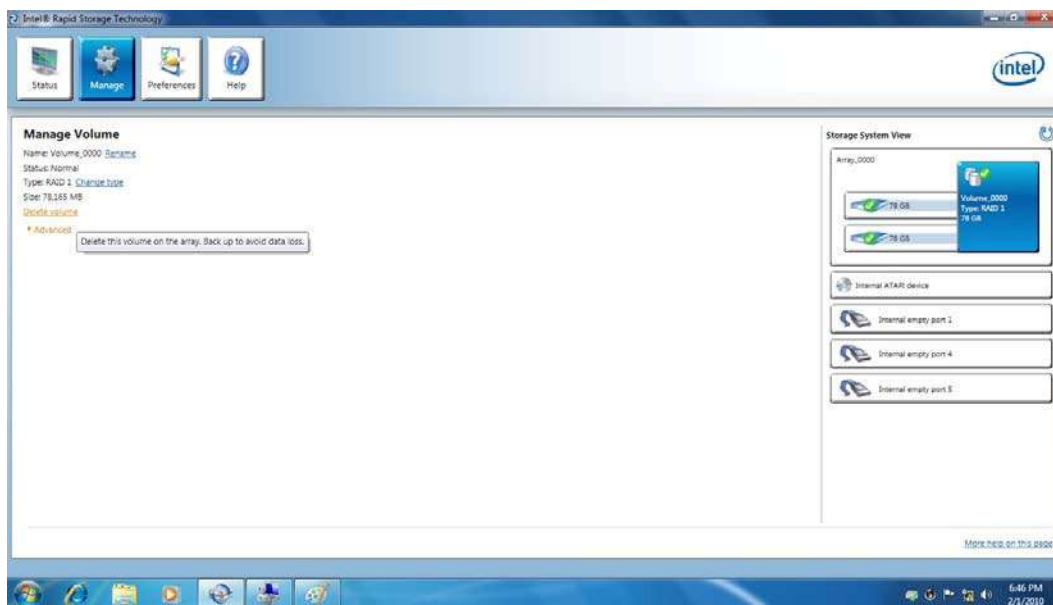 Intel® Rapid Storage Technology
Status
Manage
Preferences
Help
intel
Manage Volume
Name: Volume_0000 Rename
Status: Normal
Type: RAID 1 Change type
Size: 78,165 MB
Delete volume
Advanced
Delete this volume on the array. Back up to avoid data loss.
Storage System View
Array_0000
78 GB
78 GB
Volume_0000
Type: RAID 1
78 GB
Internal ATAPI device
Internal empty port 1
Internal empty port 4
Internal empty port 5
More help on this page
6:46 PM
2/1/2010